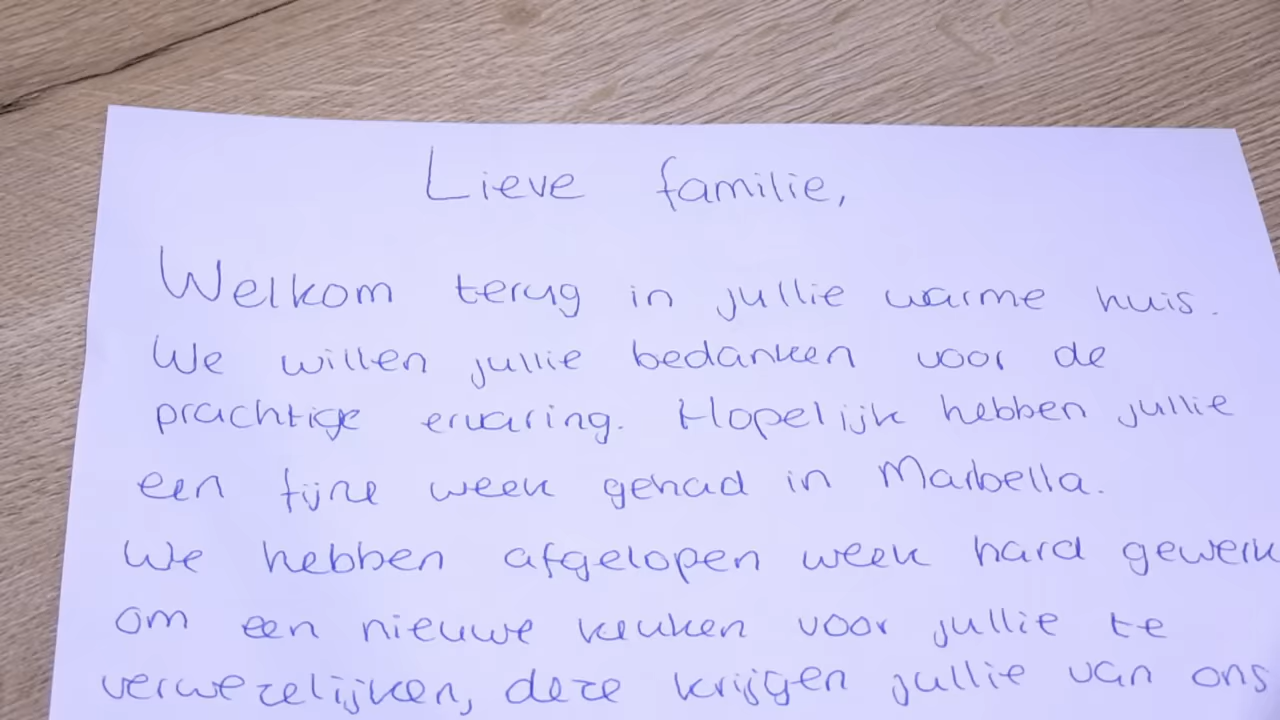 Lieve familie,
Welkom terug in jullie warme huis.
We willen jullie bedanken voor de
prachtige ervaring. Hopelijk hebben jullie
een fijne week gehad in Marbella.
We hebben afgelopen week hard gewerk
om een nieuwe keuken voor jullie te
verwezelijken, deze krijgen jullie van ons